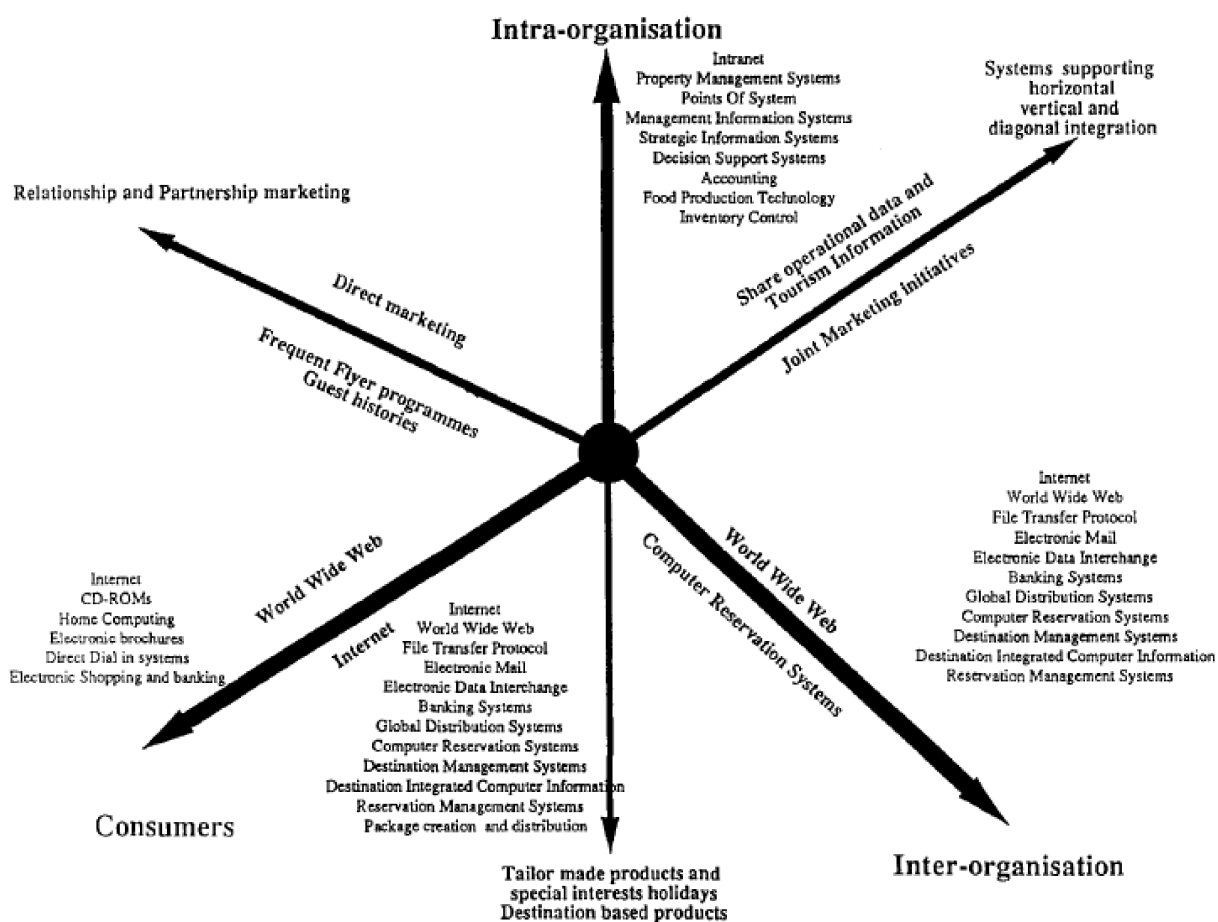 Intra-organisation
Intranet
Property Management Systems
Points Of System
Management Information Systems
Strategic Information Systems
Decision Support Systems
Accounting
Food Production Technology
Inventory Control
Systems supporting
horizontal
vertical and
diagonal integration
Share operational data and
Tourism Information
Joint Marketing initiatives
Relationship and Partnership marketing
Direct marketing
Frequent Flyer programmes
Guest histories
World Wide Web
Internet
Internet
CD-ROMs
Home Computing
Electronic brochures
Direct Dial in systems
Electronic Shopping and banking
Consumers
Internet
World Wide Web
File Transfer Protocol
Electronic Mail
Electronic Data Interchange
Banking Systems
Global Distribution Systems
Computer Reservation Systems
Destination Management Systems
Destination Integrated Computer Information
Reservation Management Systems
Package creation and distribution
Tailor made products and
special interests holidays
Destination based products
World Wide Web
Computer Reservation Systems
Internet
World Wide Web
File Transfer Protocol
Electronic Mail
Electronic Data Interchange
Banking Systems
Global Distribution Systems
Computer Reservation Systems
Destination Management Systems
Destination Integrated Computer Information
Reservation Management Systems
Inter-organisation